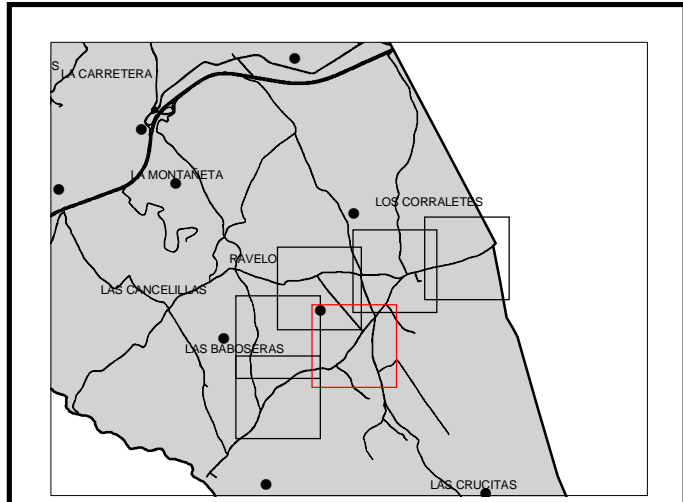 S
LA CARRETERA
LA MONTAÑETA
LOS CORRALETES
RAVELO
LAS CANCELILLAS
LAS BABOSERAS
LAS CRUCITAS